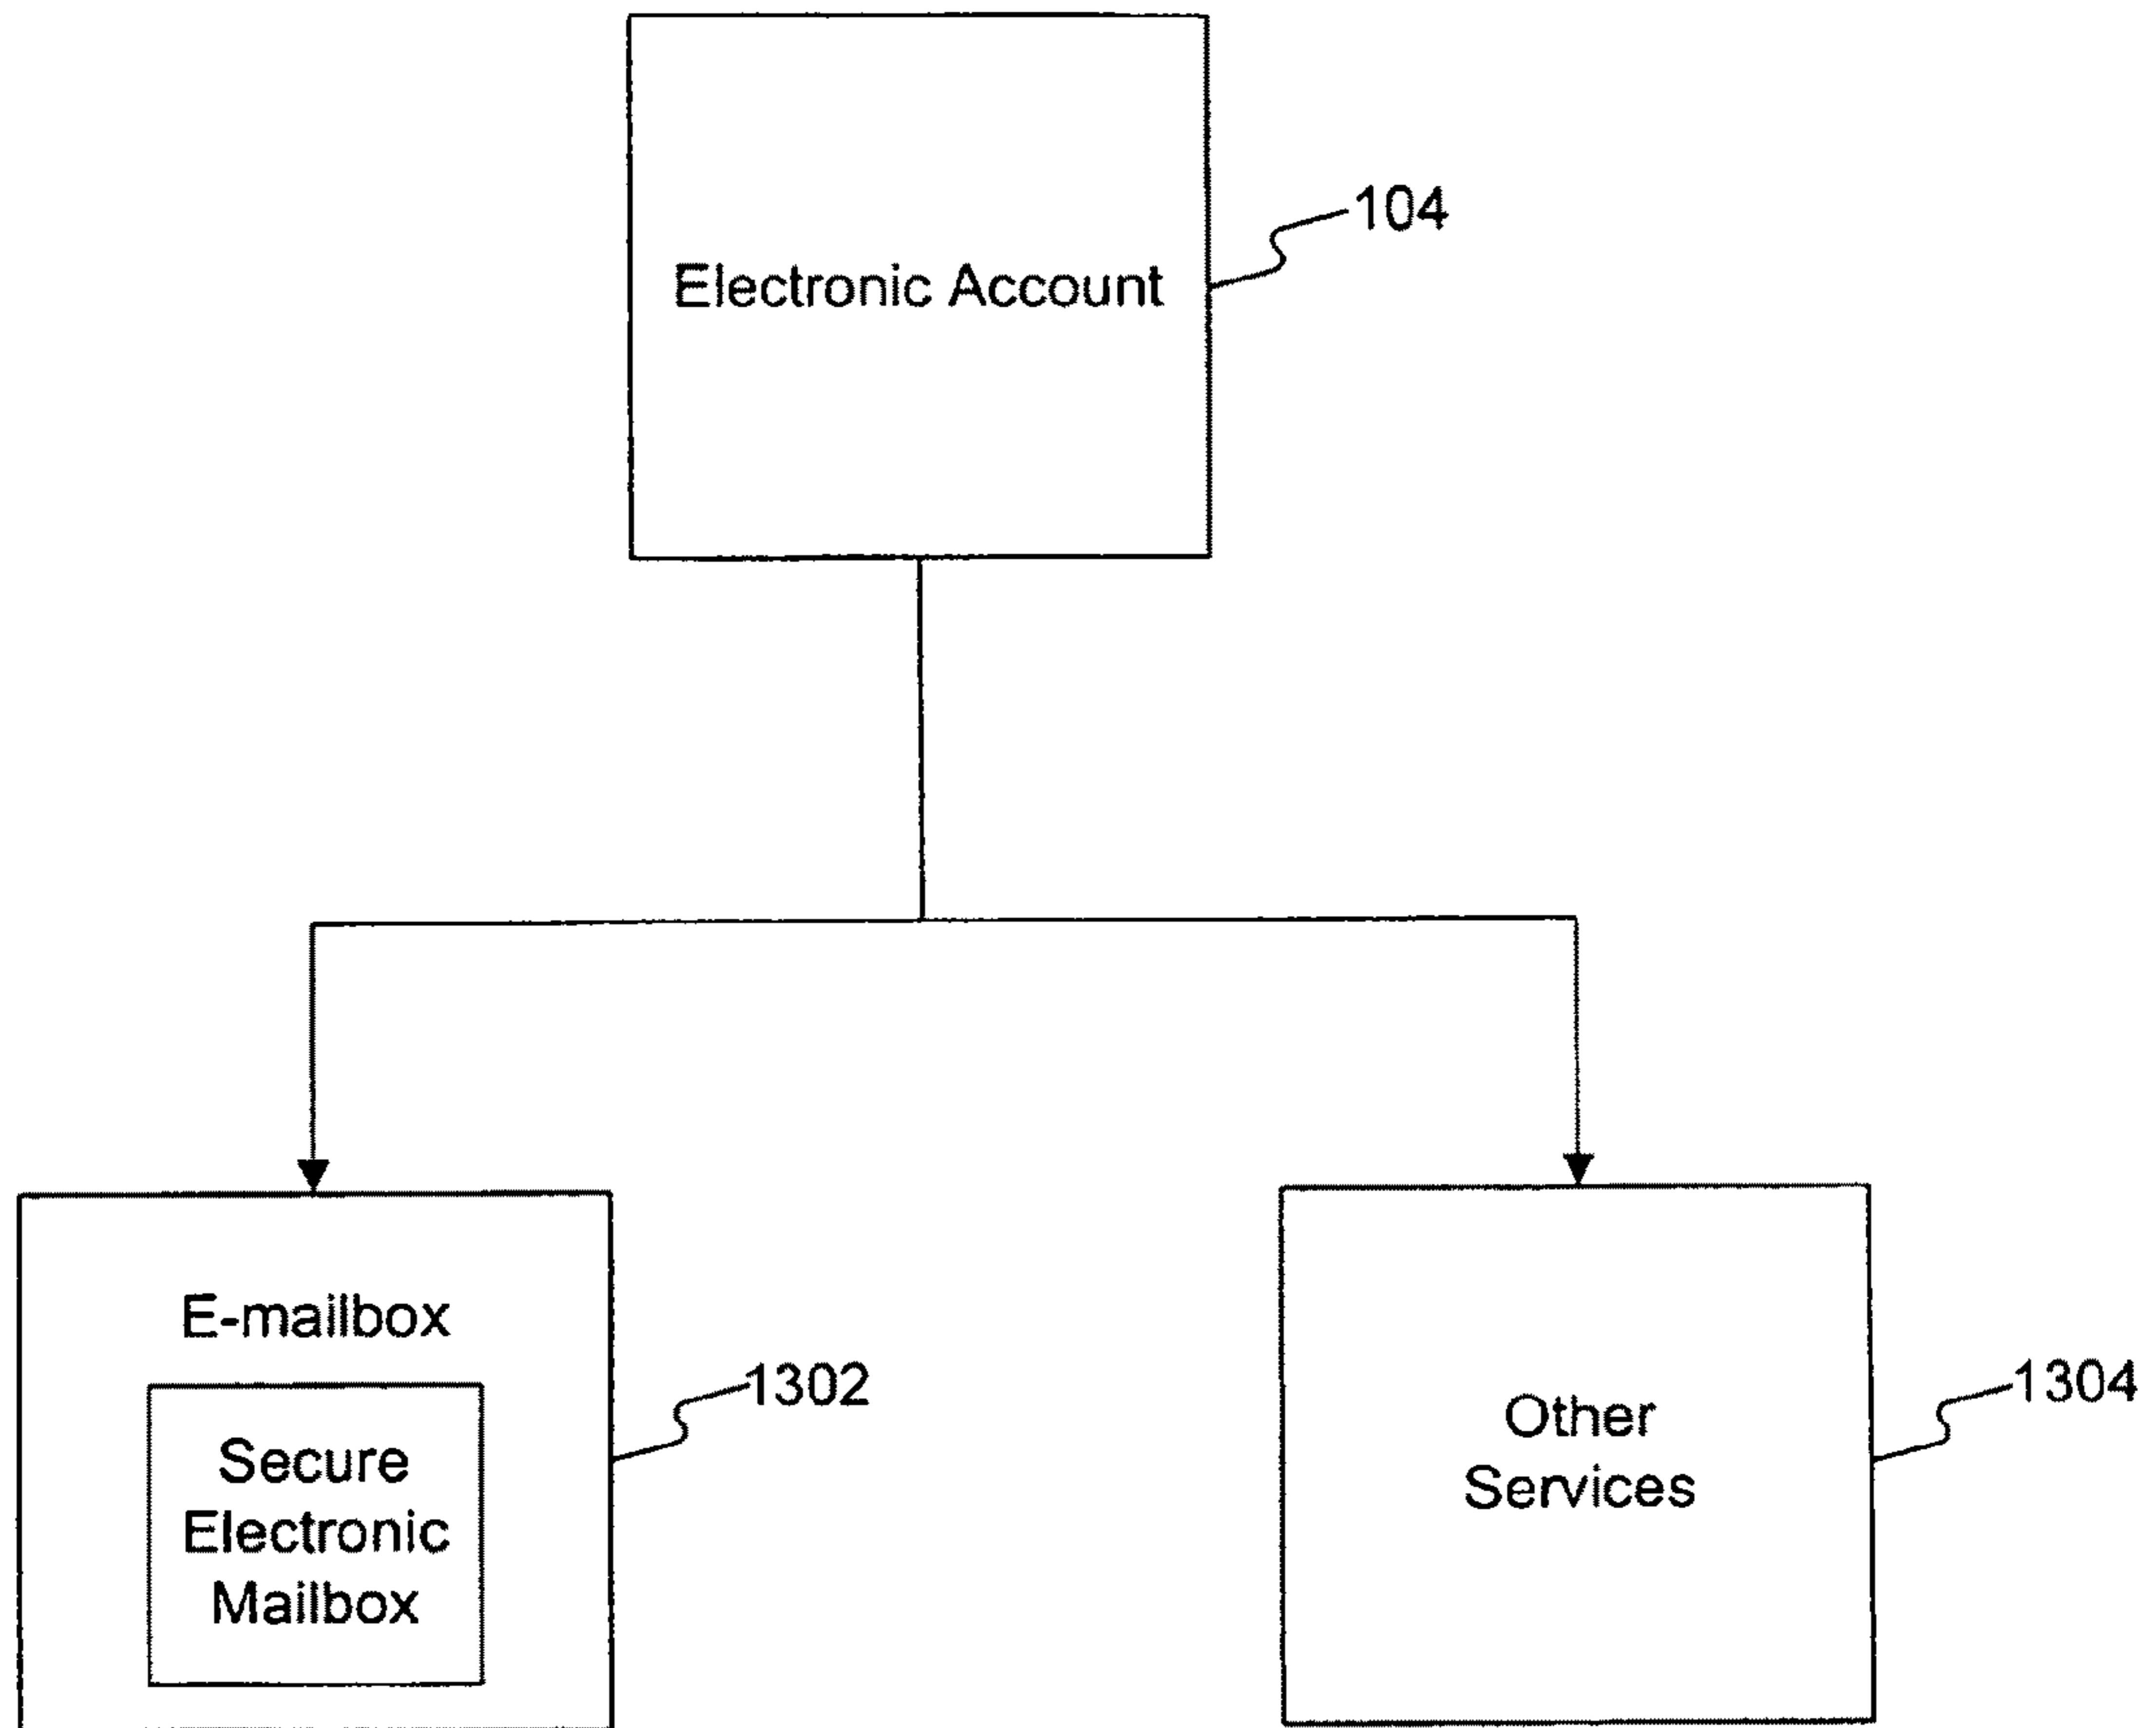 104
Electronic Account
E-mailbox
1302
Secure
Electronic
Mailbox
1304
Other
Services